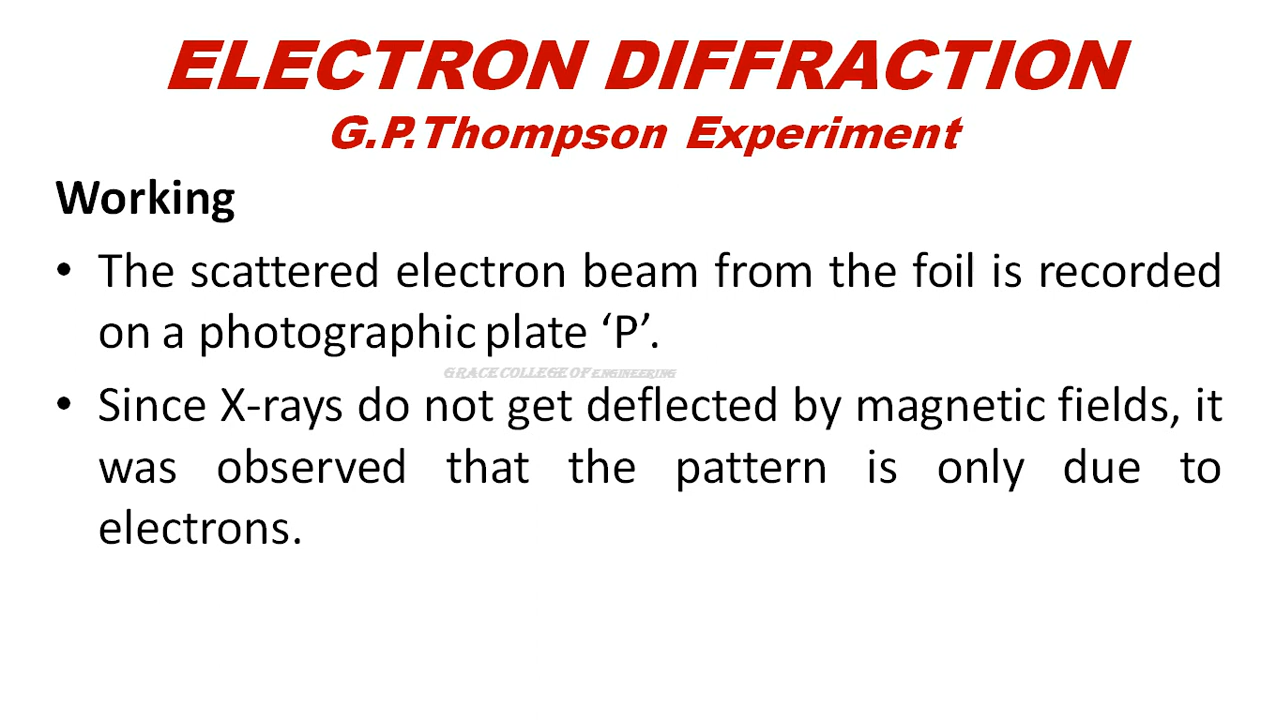 ELECTRON DIFFRACTION
G.P.Thompson Experiment
Working
• The scattered electron beam from the foil is recorded
on a photographic plate ‘P’.
GRACE COLLEGE OF ENGINEERING
• Since X-rays do not get deflected by magnetic fields, it
was observed that the pattern is only due to
electrons.